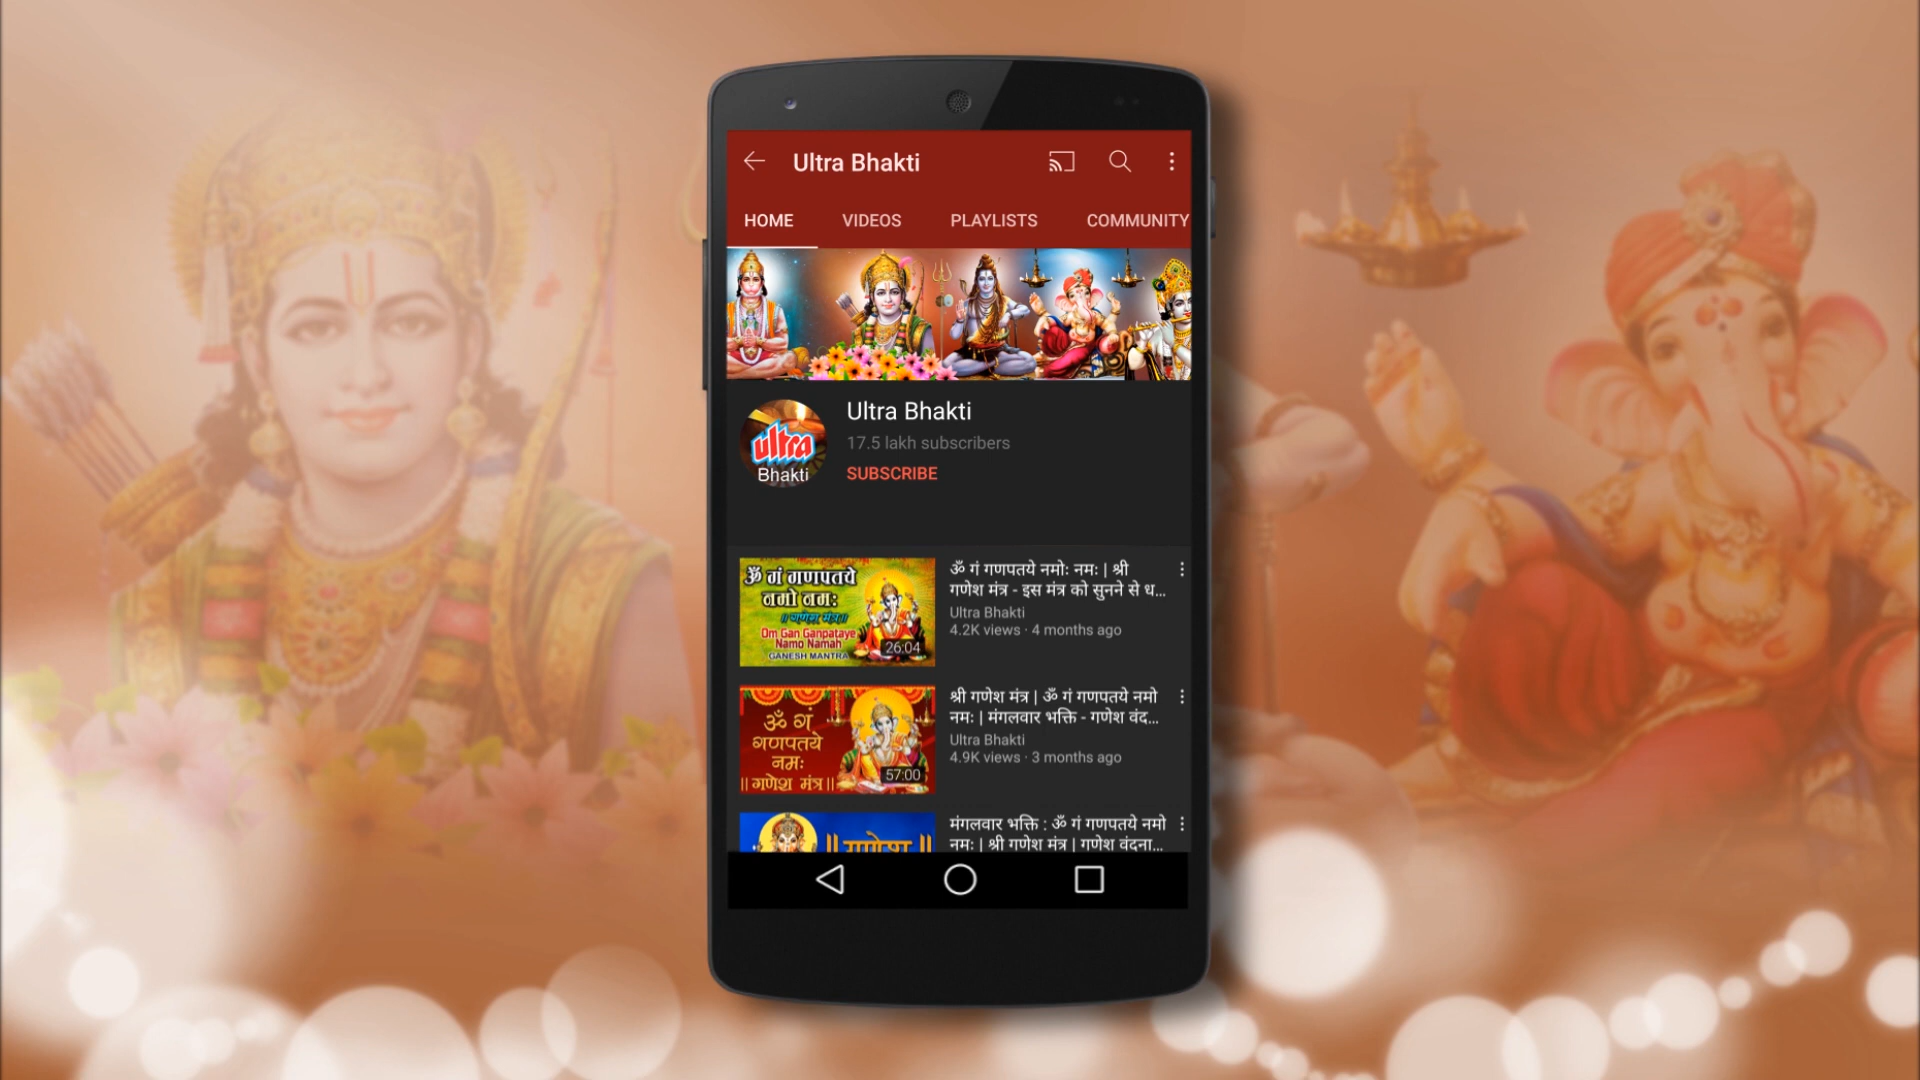 Ultra Bhakti
HOME VIDEOS PLAYLISTS COMMUNITY
Ultra Bhakti
17.5 lakh subscribers
SUBSCRIBE
ultra
Bhakti
ॐ गं गणपतये
नमो नमः
॥ गणेश मंत्र॥
Om Gan Ganpataye
Namo Namah
GANESH MANTRA
26:04
ॐ गं गणपतये नमोः नमः | श्री
गणेश मंत्र - इस मंत्र को सुनने से ध...
Ultra Bhakti
4.2K views · 4 months ago
ॐ गं
गणपतये
नमः
॥ गणेश मंत्र॥
57:00
श्री गणेश मंत्र | ॐ गं गणपतये नमो
नमः | मंगलवार भक्ति - गणेश वंद...
Ultra Bhakti
4.9K views · 3 months ago
॥ गणेश ॥
मंगलवार भक्ति : ॐ गं गणपतये नमो
नमः | श्री गणेश मंत्र | गणेश वंदना...